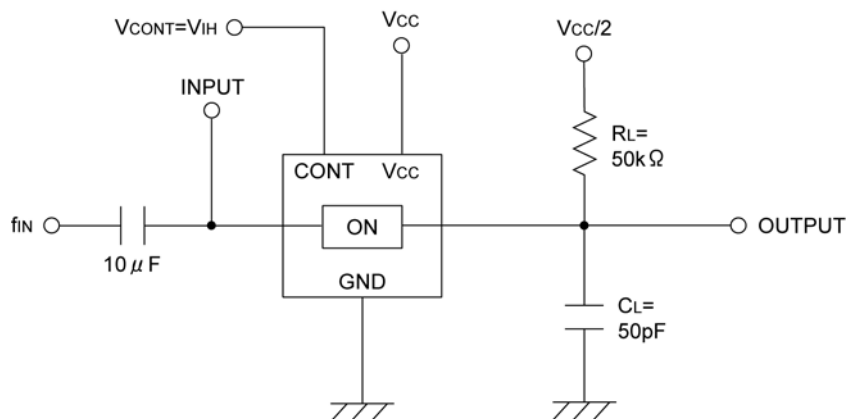 VCONT=VIH
VCC
VCC/2
INPUT
RL=
50kΩ
CONT
VCC
fIN
ON
OUTPUT
10μF
GND
CL=
50pF